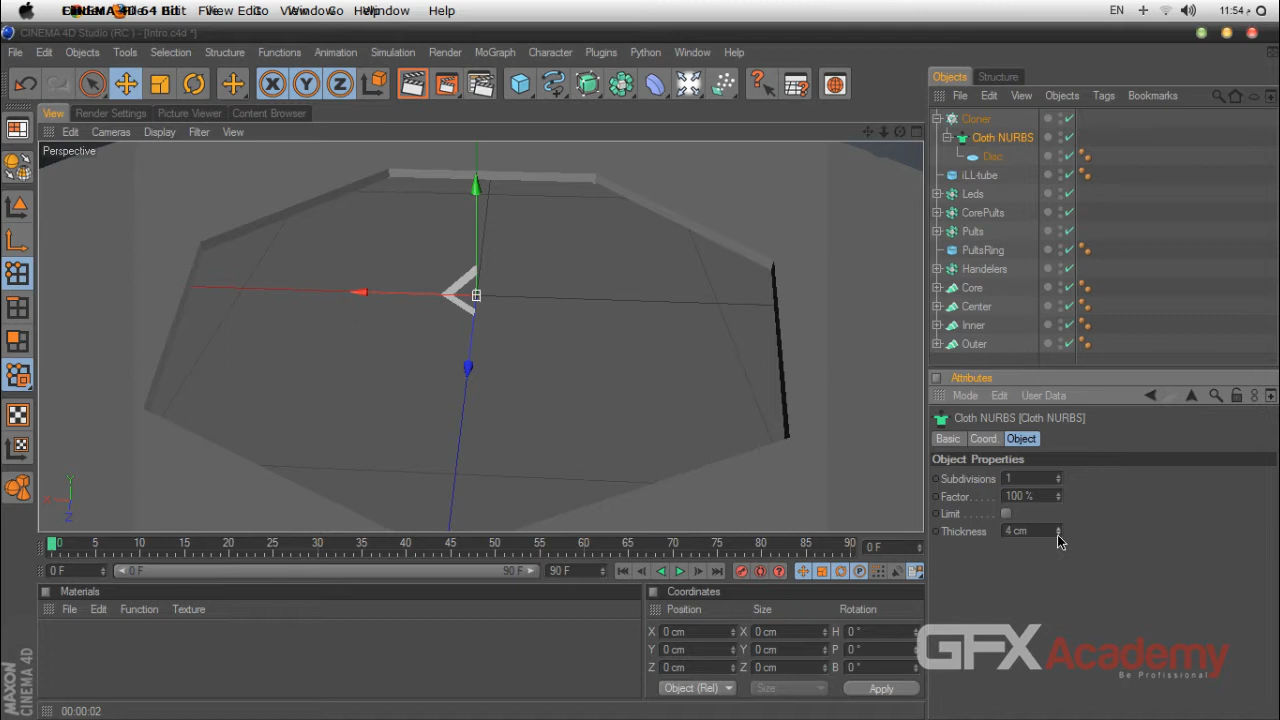 CINEMA 4D 64 Bit File Edit View Go Window Help Window Help EN 11:54 م
CINEMA 4D Studio (RC ) - [Intro.c4d *]
File Edit Objects Tools Selection Structure Functions Animation Simulation Render MoGraph Character Plugins Python Window Help
X Y Z
Objects Structure
File Edit View Objects Tags Bookmarks
View Render Settings Picture Viewer Content Browser
Edit Cameras Display Filter View
Perspective
Cloner
Cloth NURBS
Disc
iLL-tube
Leds
CorePults
Pults
PultsRing
Handelers
Core
Center
Inner
Outer
Y
X
Z
Attributes
Mode Edit User Data
Cloth NURBS [Cloth NURBS]
Basic Coord. Object
Object Properties
Subdivisions 1
Factor. . . . . 100 %
Limit . . . . . .
Thickness 4 cm
0 5 10 15 20 25 30 35 40 45 50 55 60 65 70 75 80 85 90 0 F
0 F 0 F 90 F 90 F
Materials
File Edit Function Texture
Coordinates
Position Size Rotation
X 0 cm X 0 cm H 0 °
Y 0 cm Y 0 cm P 0 °
Z 0 cm Z 0 cm B 0 °
Object (Rel) Size Apply
MAXON
CINEMA 4D
00:00:02
GFX Academy
Be Profissional